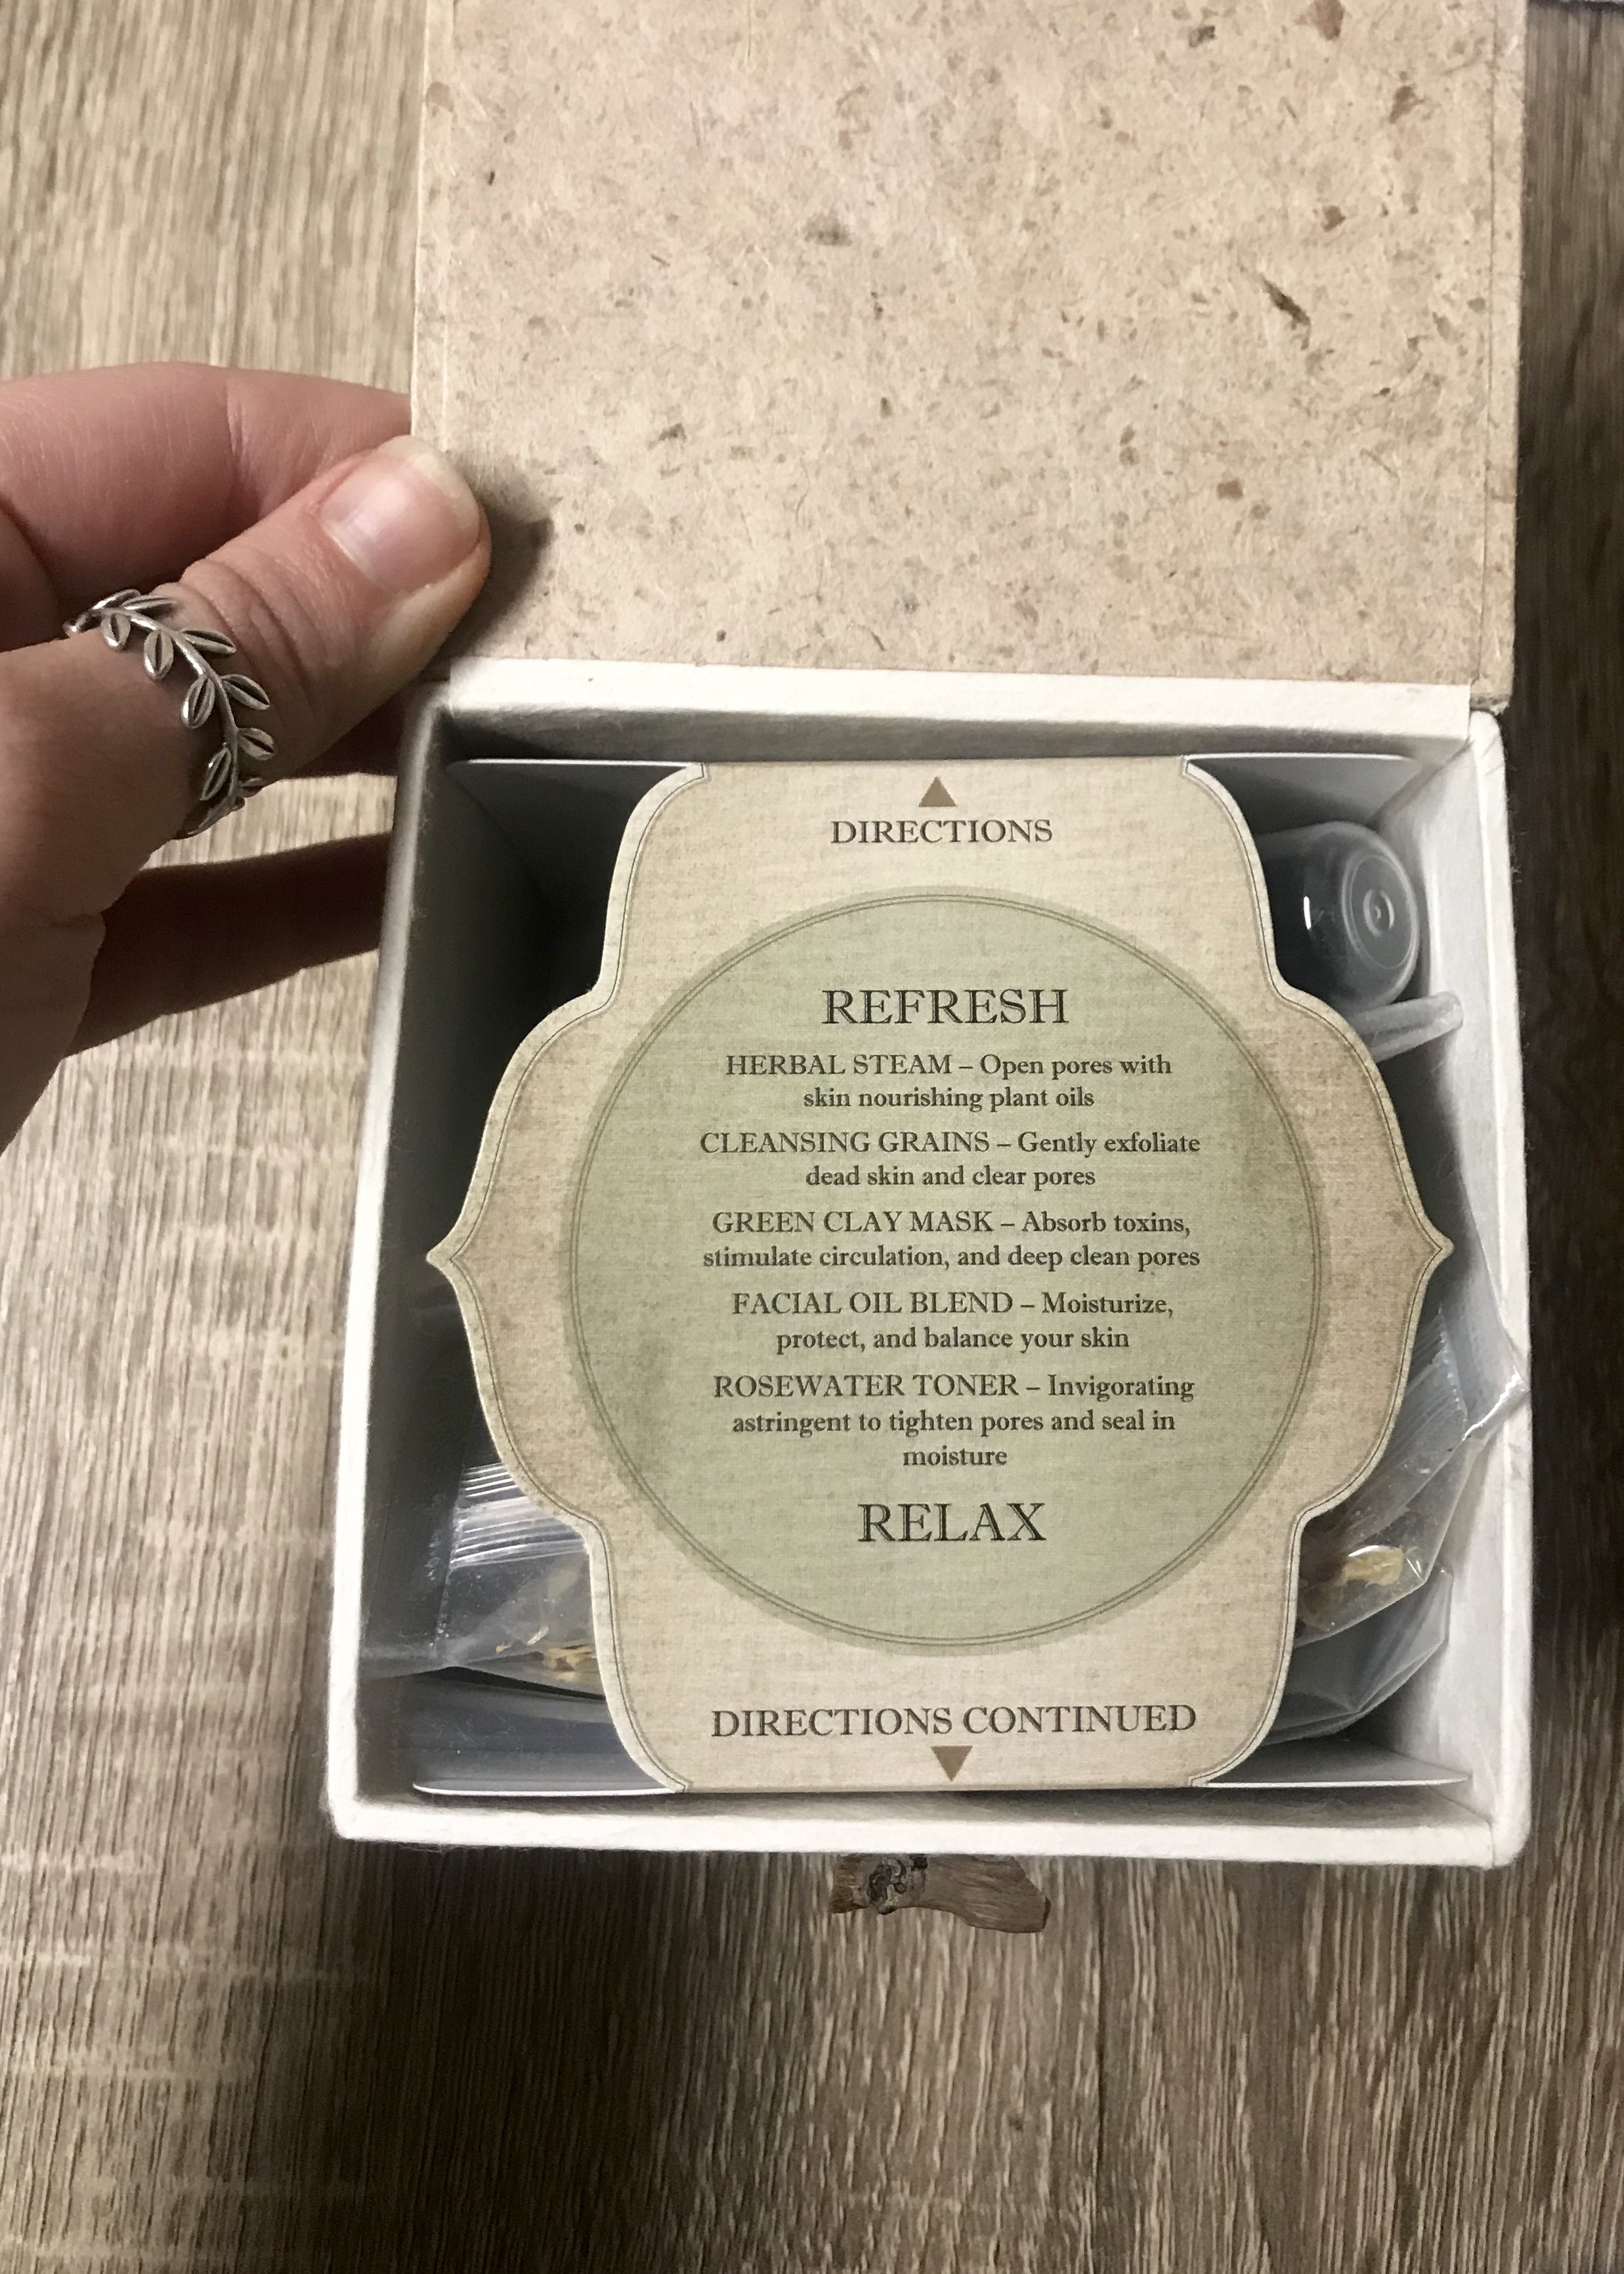 DIRECTIONS
REFRESH
HERBAL STEAM – Open pores with
skin nourishing plant oils
CLEANSING GRAINS – Gently exfoliate
dead skin and clear pores
GREEN CLAY MASK – Absorb toxins,
stimulate circulation, and deep clean pores
FACIAL OIL BLEND – Moisturize,
protect, and balance your skin
ROSEWATER TONER – Invigorating
astringent to tighten pores and seal in
moisture
RELAX
DIRECTIONS CONTINUED